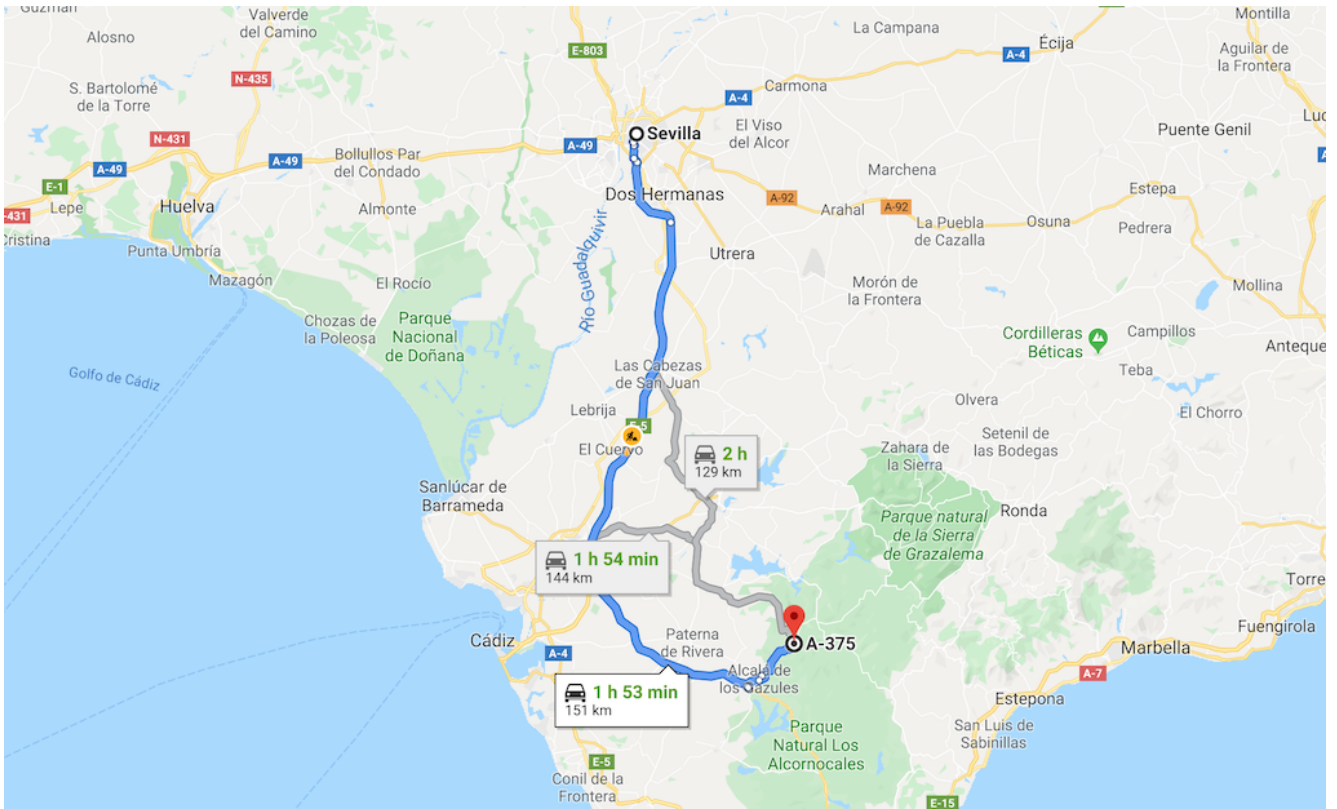 Guzmán
Valverde
del Camino
Alosno
N-435
E-803
La Campana
Écija
A-4
Montilla
Aguilar de
la Frontera
S. Bartolomé
de la Torre
Carmona
A-4
El Viso
del Alcor
Sevilla
Puente Genil
N-431
A-49
Bollullos Par
del Condado
A-49
A-49
E-1
Lepe
Huelva
Almonte
Dos Hermanas
Marchena
A-92
Arahal
A-92
La Puebla
de Cazalla
Osuna
Estepa
Pedrera
-431
Cristina
Punta Umbría
Mazagón
El Rocío
Río Guadalquivir
Utrera
Morón de
la Frontera
Mollina
Chozas de
la Poleosa
Parque
Nacional
de Doñana
Cordilleras
Béticas
Campillos
Teba
Anteque
Golfo de Cádiz
Las Cabezas
de San Juan
Lebrija
E-5
El Cuervo
Olvera
El Chorro
Setenil de
las Bodegas
Zahara de
la Sierra
2 h
129 km
Sanlúcar de
Barrameda
Parque natural
de la Sierra
de Grazalema
Ronda
1 h 54 min
144 km
Torre
Fuengirola
Cádiz
A-4
Paterna
de Rivera
A-375
Marbella
A-7
Alcalá de
los Gazules
1 h 53 min
151 km
Estepona
San Luis de
Sabinillas
Parque
Natural Los
Alcornocales
E-5
Conil de la
Frontera
E-15